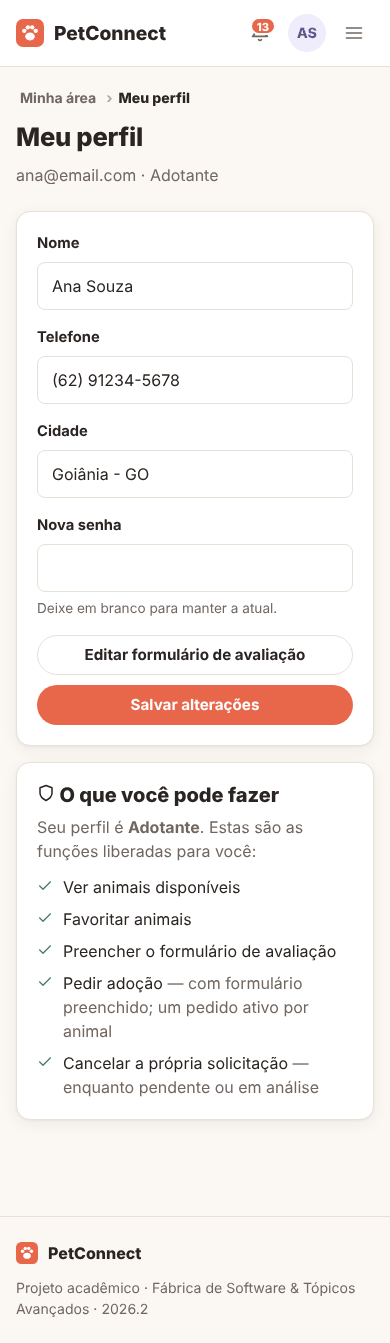 PetConnect
13
AS
Minha área › Meu perfil
Meu perfil
ana@email.com · Adotante
Nome
Ana Souza
Telefone
(62) 91234-5678
Cidade
Goiânia - GO
Nova senha
Deixe em branco para manter a atual.
Editar formulário de avaliação
Salvar alterações
O que você pode fazer
Seu perfil é Adotante. Estas são as
funções liberadas para você:
Ver animais disponíveis
Favoritar animais
Preencher o formulário de avaliação
Pedir adoção — com formulário
preenchido; um pedido ativo por
animal
Cancelar a própria solicitação —
enquanto pendente ou em análise
PetConnect
Projeto acadêmico · Fábrica de Software & Tópicos
Avançados · 2026.2